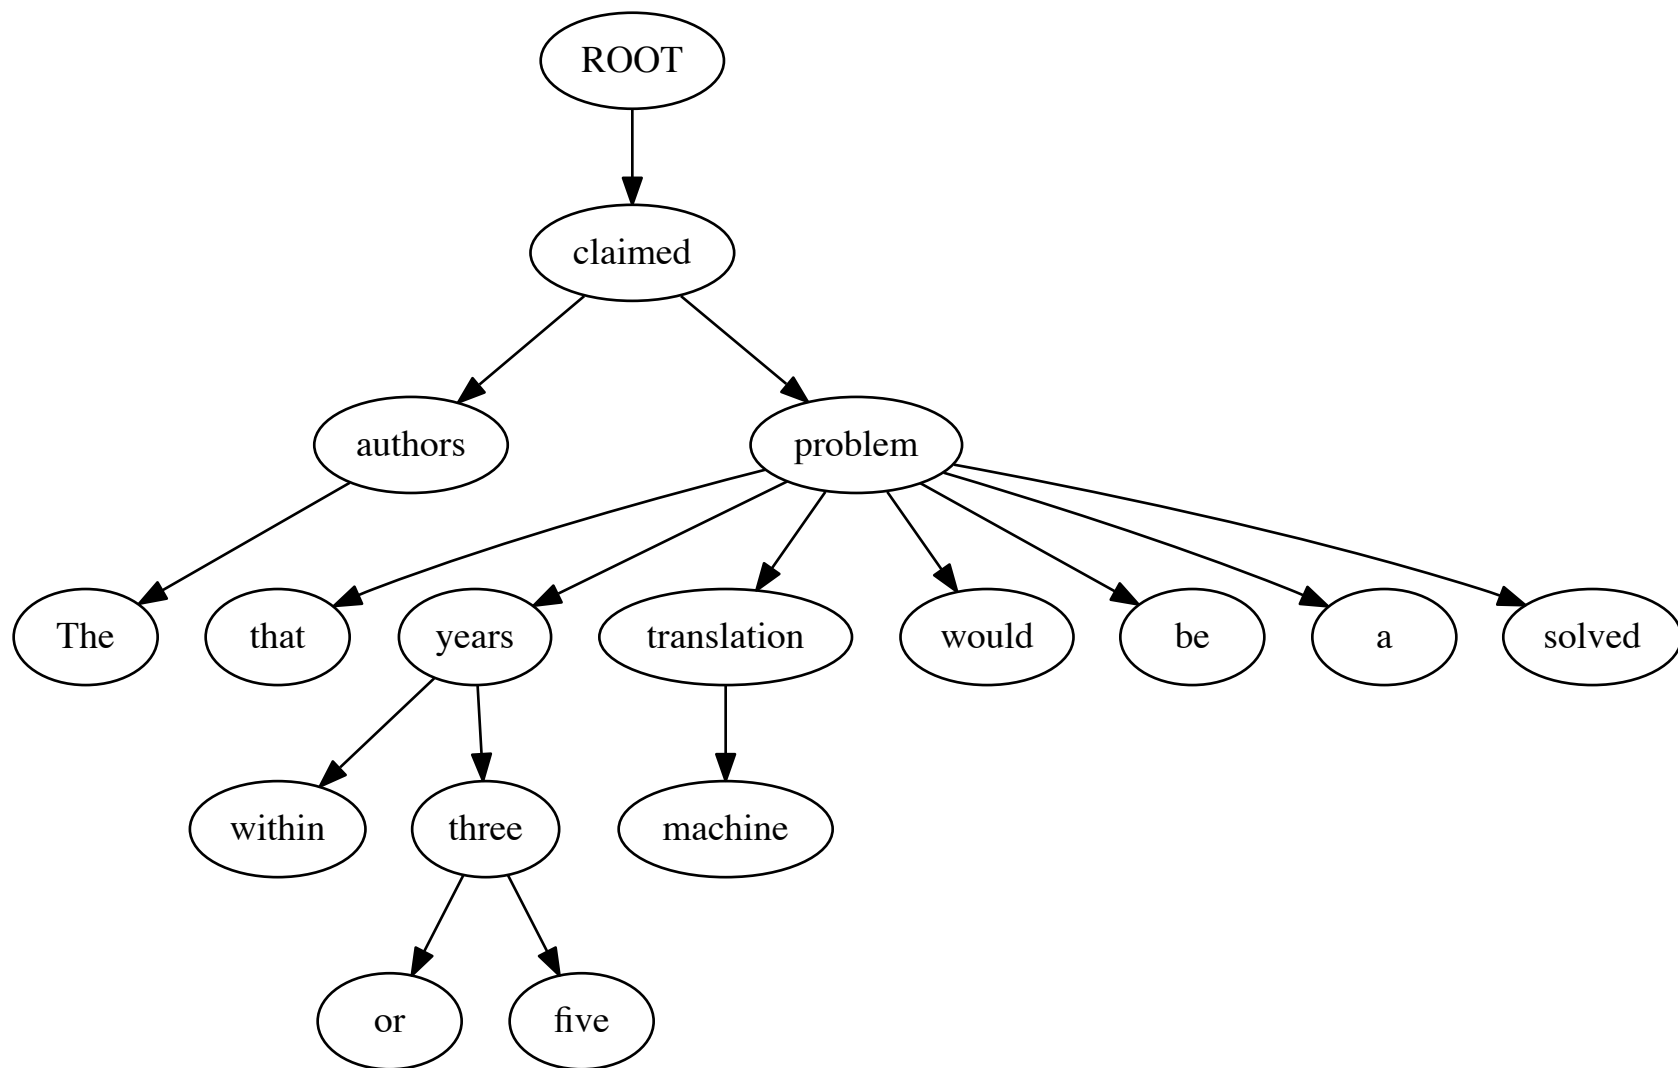 ROOT
claimed
authors problem
The that years translation would be a solved
within three machine
or five